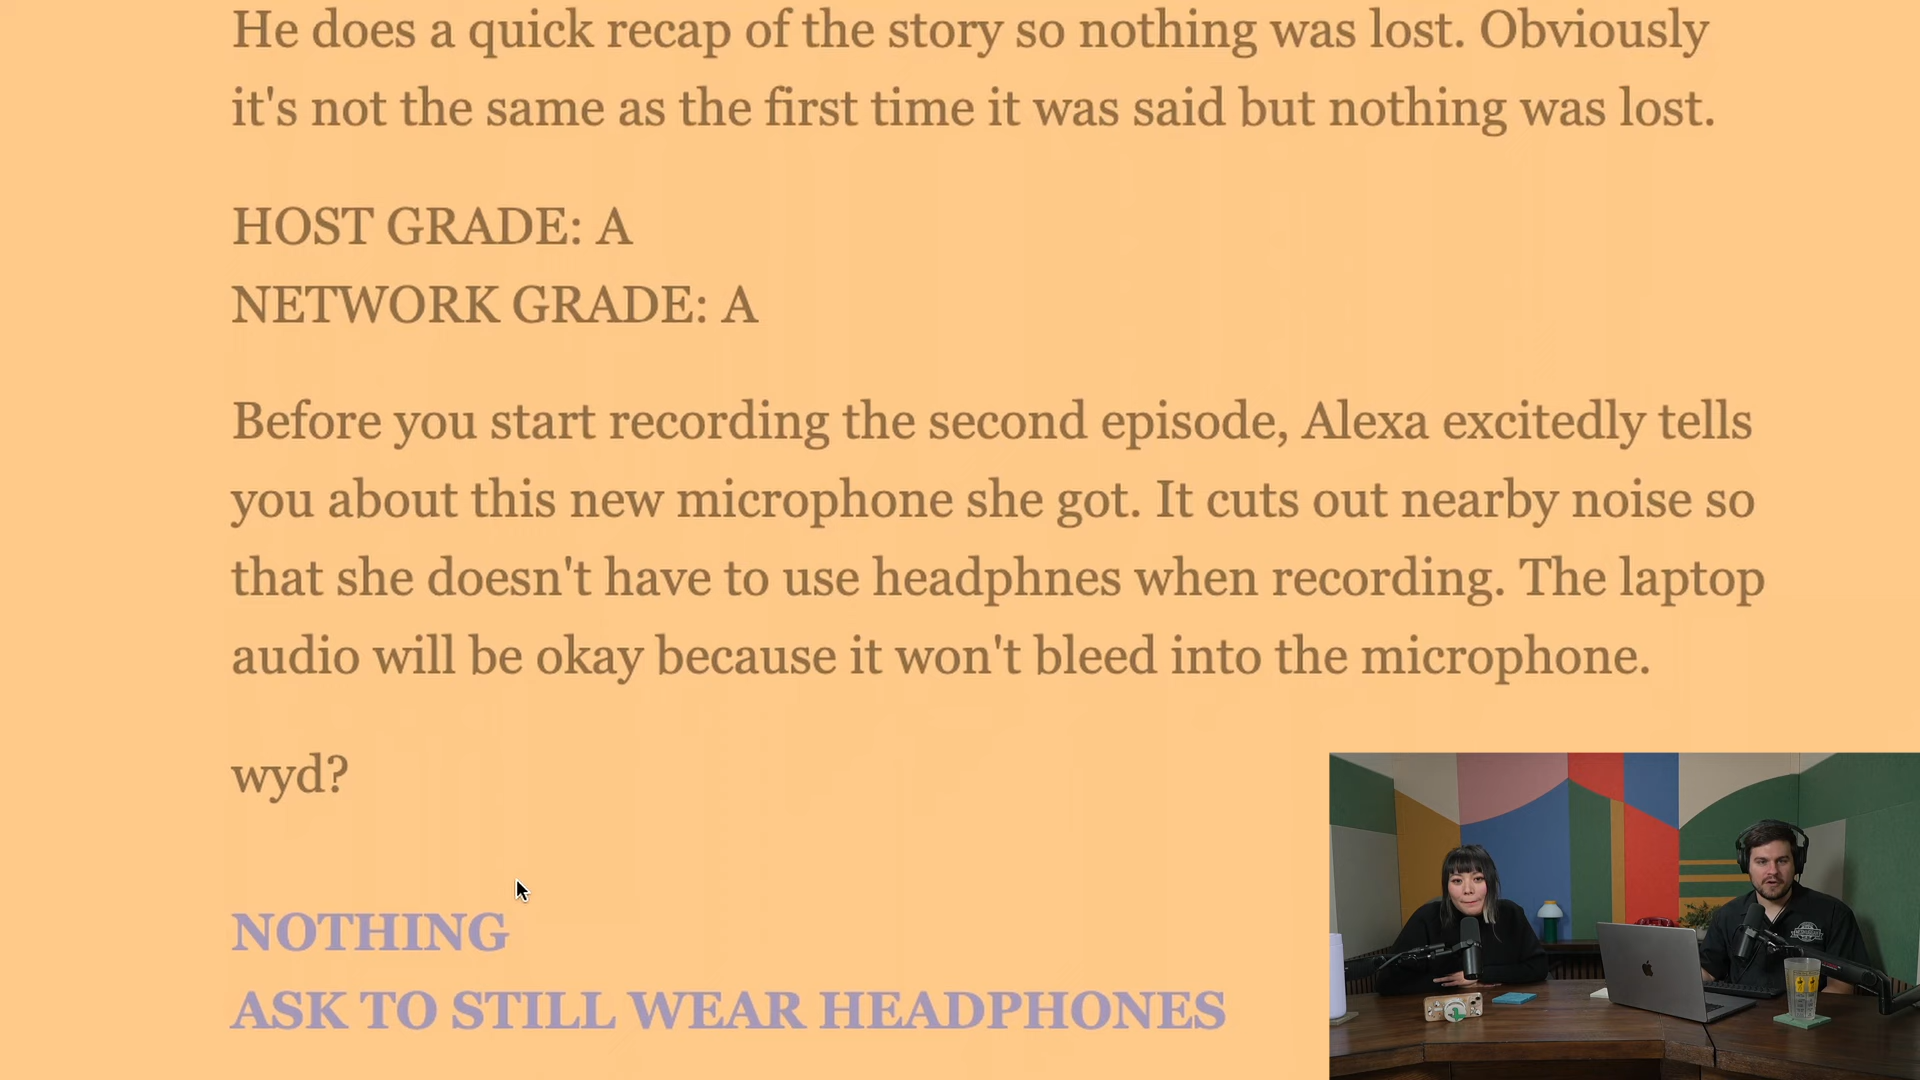 He does a quick recap of the story so nothing was lost. Obviously
it's not the same as the first time it was said but nothing was lost.
HOST GRADE: A
NETWORK GRADE: A
Before you start recording the second episode, Alexa excitedly tells
you about this new microphone she got. It cuts out nearby noise so
that she doesn't have to use headphnes when recording. The laptop
audio will be okay because it won't bleed into the microphone.
wyd?
NOTHING
ASK TO STILL WEAR HEADPHONES